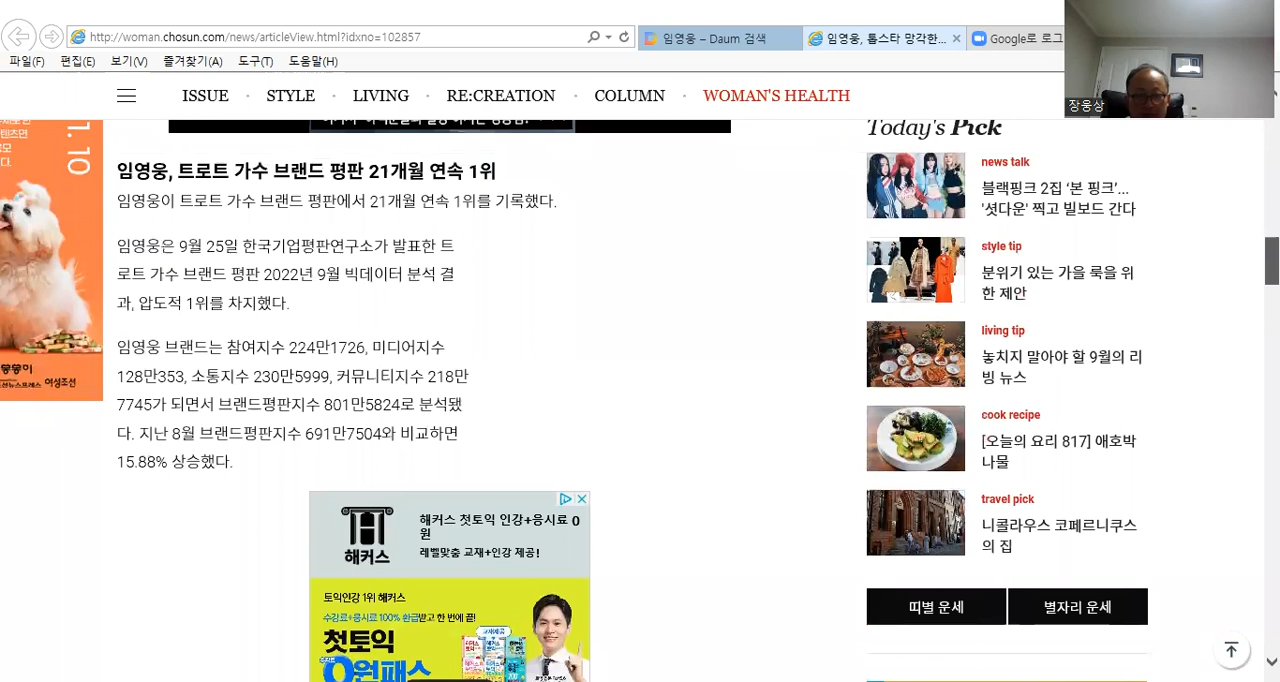 http://woman.chosun.com/news/articleView.html?idxno=102857
임영웅 – Daum 검색
임영웅, 톨스타 망각한...
Google로 로그
파일(F) 편집(E) 보기(V) 즐겨찾기(A) 도구(T) 도움말(H)
장웅상
ISSUE · STYLE · LIVING · RE:CREATION · COLUMN · WOMAN'S HEALTH
1. 10
임영웅, 트로트 가수 브랜드 평판 21개월 연속 1위
임영웅이 트로트 가수 브랜드 평판에서 21개월 연속 1위를 기록했다.
임영웅은 9월 25일 한국기업평판연구소가 발표한 트
로트 가수 브랜드 평판 2022년 9월 빅데이터 분석 결
과, 압도적 1위를 차지했다.
임영웅 브랜드는 참여지수 224만1726, 미디어지수
128만353, 소통지수 230만5999, 커뮤니티지수 218만
7745가 되면서 브랜드평판지수 801만5824로 분석됐
다. 지난 8월 브랜드평판지수 691만7504와 비교하면
15.88% 상승했다.
여성조선
해커스
해커스 첫토익 인강+응시료 0
원
레벨맞춤 교재+인강 제공!
토익인강 1위 해커스
수강료+응시료 100% 환급받고 한 번에 끝!
첫토익
0원패스
Today's Pick
news talk
블랙핑크 2집 ‘본 핑크’...
'셧다운' 찍고 빌보드 간다
style tip
분위기 있는 가을 룩을 위
한 제안
living tip
놓치지 말아야 할 9월의 리
빙 뉴스
cook recipe
[오늘의 요리 817] 애호박
나물
travel pick
니콜라우스 코페르니쿠스
의 집
띠별 운세
별자리 운세